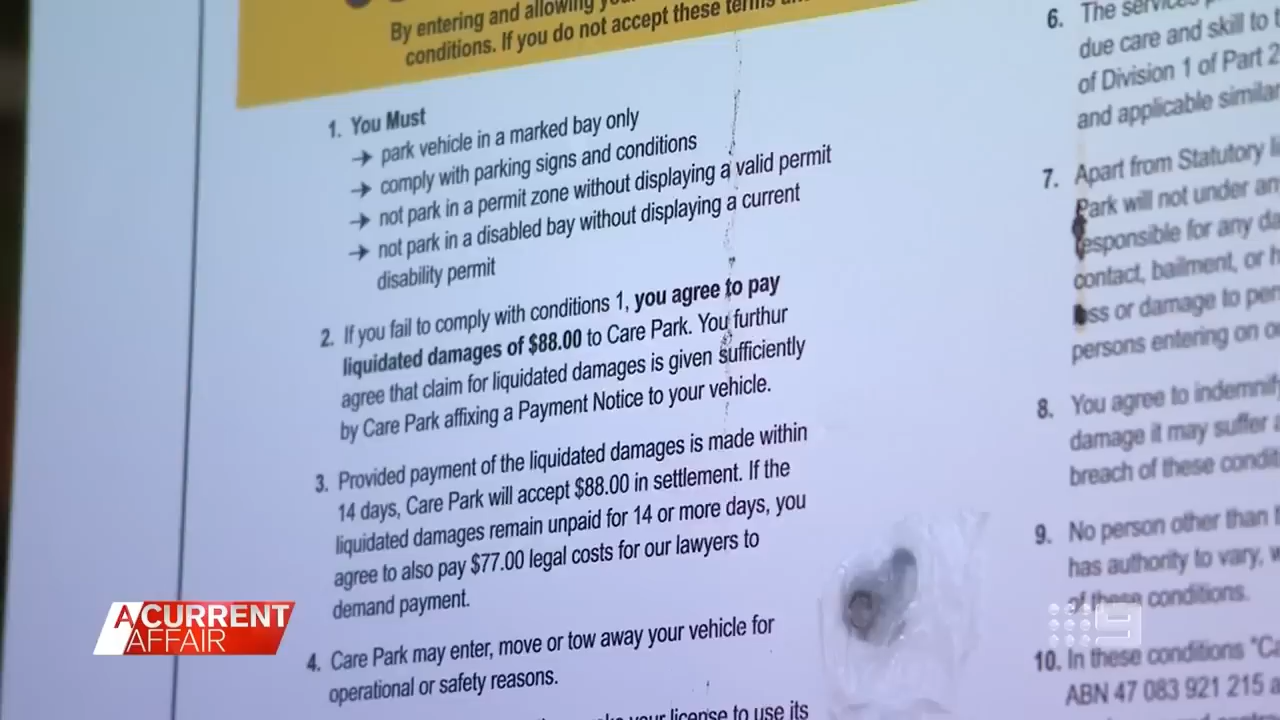 By entering and allowing
conditions. If you do not accept these terms
1. You Must
→ park vehicle in a marked bay only
→ comply with parking signs and conditions
→ not park in a permit zone without displaying a valid permit
→ not park in a disabled bay without displaying a current
disability permit
2. If you fail to comply with conditions 1, you agree to pay
liquidated damages of $88.00 to Care Park. You furthur
agree that claim for liquidated damages is given sufficiently
by Care Park affixing a Payment Notice to your vehicle.
3. Provided payment of the liquidated damages is made within
14 days, Care Park will accept $88.00 in settlement. If the
liquidated damages remain unpaid for 14 or more days, you
agree to also pay $77.00 legal costs for our lawyers to
demand payment.
4. Care Park may enter, move or tow away your vehicle for
operational or safety reasons.
your license to use its
6. The services
due care and skill to
of Division 1 of Part 2
and applicable similar
7. Apart from Statutory
Park will not under
responsible for any
contact, bailment, or
loss or damage to
persons entering on
8. You agree to indemnify
damage it may suffer
breach of these
9. No person other than
has authority to vary,
of these conditions.
10. In these conditions
ABN 47 083 921 215
A CURRENT
AFFAIR
9